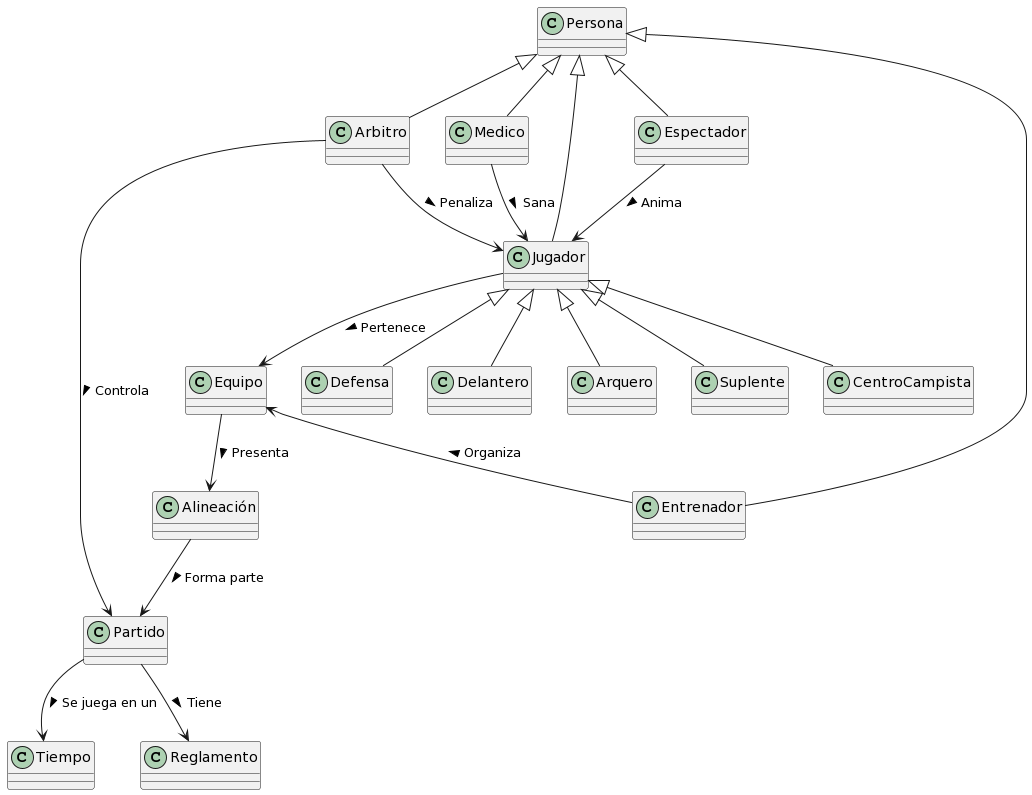 C Persona
C Arbitro
C Medico
C Espectador
Penaliza
Sana
Anima
C Jugador
Pertenece
C Equipo
C Defensa
C Delantero
C Arquero
C Suplente
C CentroCampista
Controla
Presenta
Organiza
C Alineación
C Entrenador
Forma parte
C Partido
Se juega en un
Tiene
C Tiempo
C Reglamento